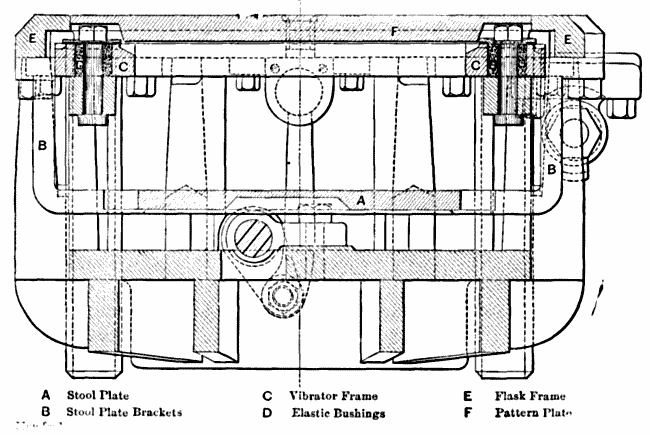 E
F
E
C
C
D
B
B
A
A Stool Plate
B Stool Plate Brackets
C Vibrator Frame
D Elastic Bushings
E Flask Frame
F Pattern Plate